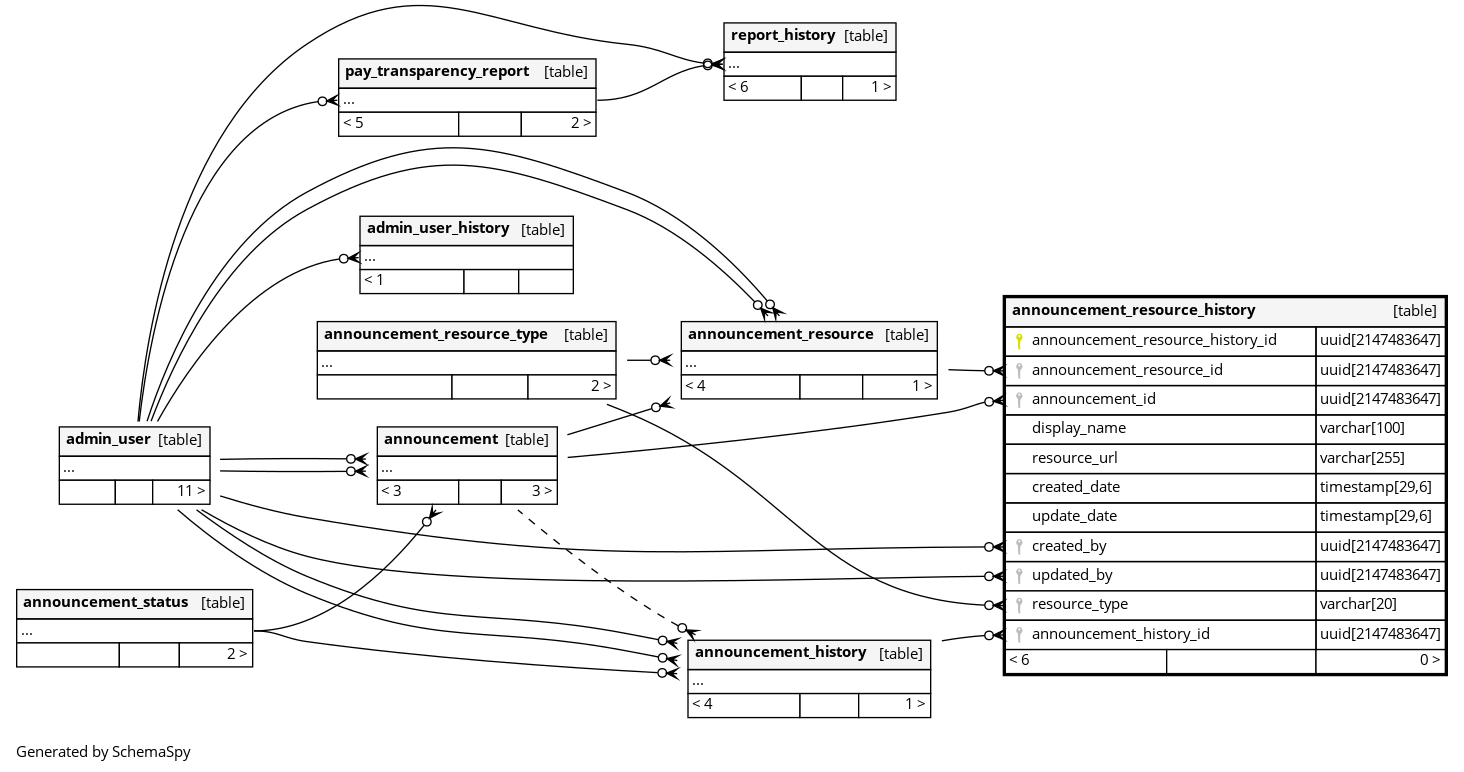 report_history [table]
...
< 6 1 >
pay_transparency_report [table]
...
< 5 2 >
admin_user_history [table]
...
< 1
announcement_resource_type [table]
...
2 >
announcement_resource [table]
...
< 4 1 >
announcement_resource_history [table]
announcement_resource_history_id uuid[2147483647]
announcement_resource_id uuid[2147483647]
announcement_id uuid[2147483647]
display_name varchar[100]
resource_url varchar[255]
created_date timestamp[29,6]
update_date timestamp[29,6]
created_by uuid[2147483647]
updated_by uuid[2147483647]
resource_type varchar[20]
announcement_history_id uuid[2147483647]
< 6 0 >
admin_user [table]
...
11 >
announcement [table]
...
< 3 3 >
announcement_status [table]
...
2 >
announcement_history [table]
...
< 4 1 >
Generated by SchemaSpy